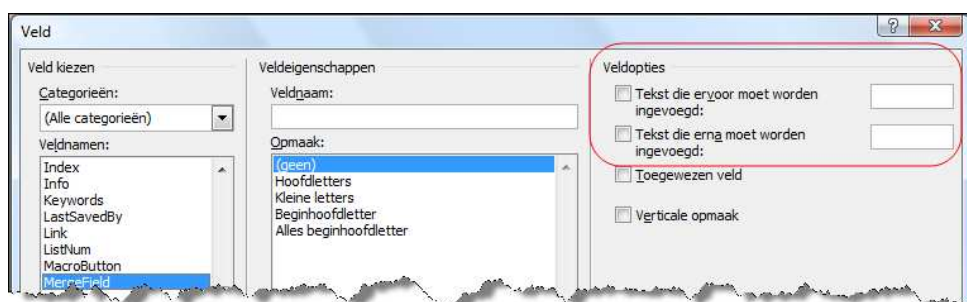 Veld
Veld kiezen
Categorieën:
(Alle categorieën)
Veldnamen:
Index
Info
Keywords
LastSavedBy
Link
ListNum
MacroButton
MergeField
Veldeigenschappen
Veldnaam:
Opmaak:
(geen)
Hoofdletters
Kleine letters
Beginhoofdletter
Alles beginhoofdletter
Veldopties
Tekst die ervoor moet worden
ingevoegd:
Tekst die erna moet worden
ingevoegd:
Toegewezen veld
Verticale opmaak